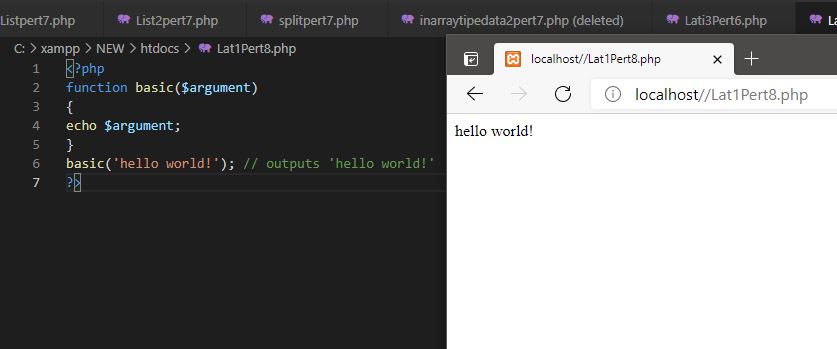 Listpert7.php List2pert7.php splitpert7.php inarraytipedata2pert7.php (deleted) Lati3Pert6.php
C: > xampp > NEW > htdocs > Lat1Pert8.php
1 <?php
2 function basic($argument)
3 {
4 echo $argument;
5 }
6 basic('hello world!'); // outputs 'hello world!'
7 ?>
localhost//Lat1Pert8.php
localhost//Lat1Pert8.php
hello world!